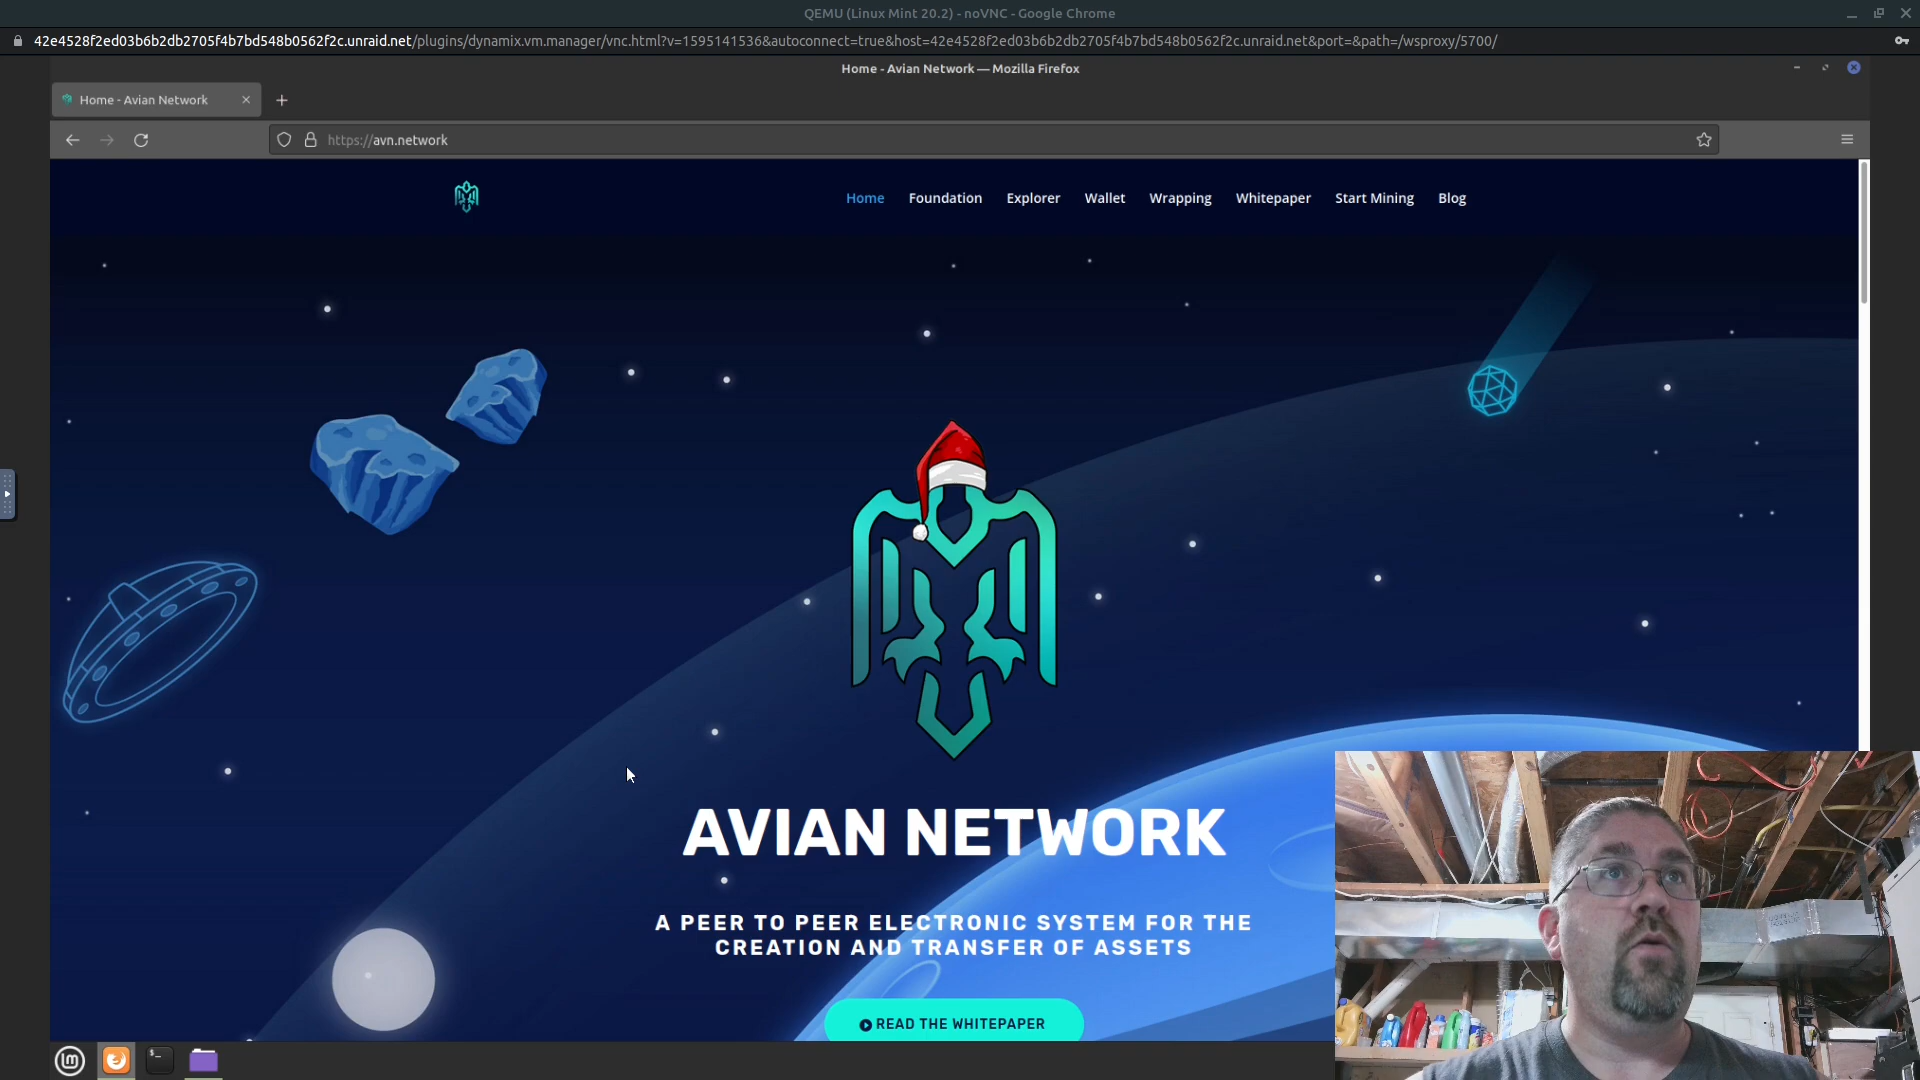 QEMU (Linux Mint 20.2) - noVNC - Google Chrome
42e4528f2ed03b6b2db2705f4b7bd548b0562f2c.unraid.net/plugins/dynamix.vm.manager/vnc.html?v=1595141536&autoconnect=true&host=42e4528f2ed03b6b2db2705f4b7bd548b0562f2c.unraid.net&port=&path=/wsproxy/5700/
Home - Avian Network — Mozilla Firefox
Home - Avian Network
https://avn.network
Home Foundation Explorer Wallet Wrapping Whitepaper Start Mining Blog
AVIAN NETWORK
A PEER TO PEER ELECTRONIC SYSTEM FOR THE
CREATION AND TRANSFER OF ASSETS
READ THE WHITEPAPER